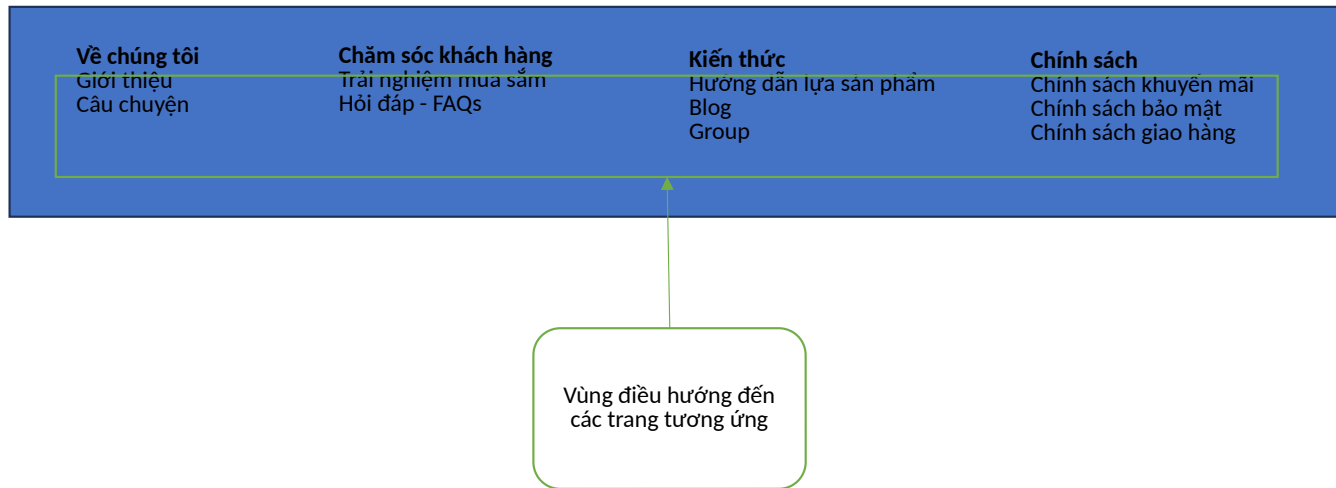 Về chúng tôi
Giới thiệu
Câu chuyện
Chăm sóc khách hàng
Trải nghiệm mua sắm
Hỏi đáp - FAQs
Kiến thức
Hướng dẫn lựa sản phẩm
Blog
Group
Chính sách
Chính sách khuyến mãi
Chính sách bảo mật
Chính sách giao hàng
Vùng điều hướng đến
các trang tương ứng